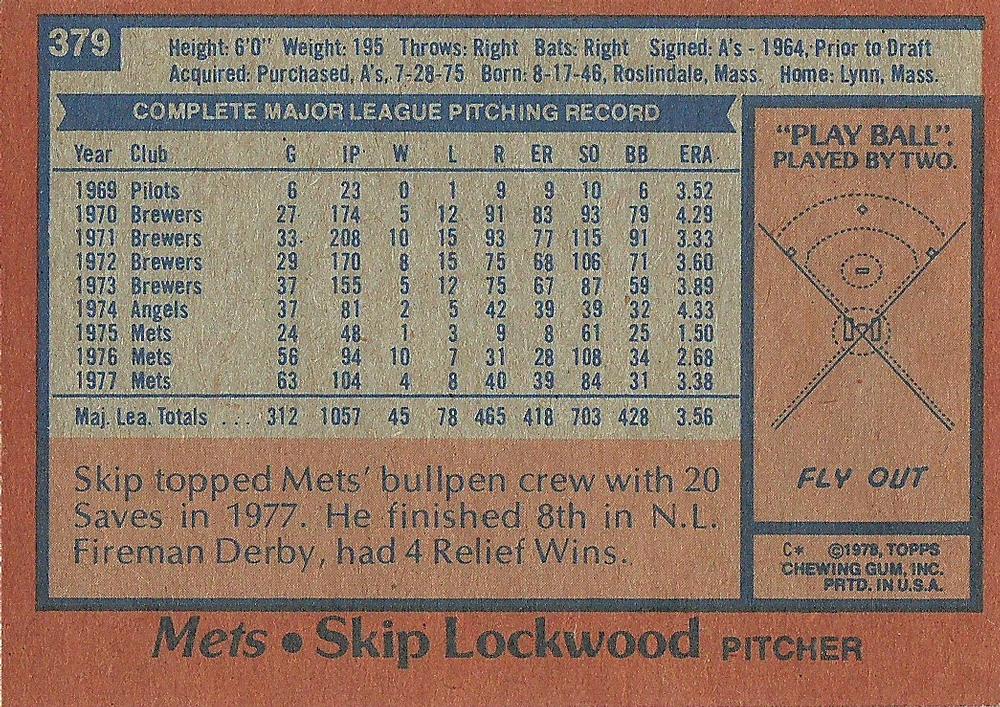 379
Height: 6'0" Weight: 195 Throws: Right Bats: Right Signed: A's - 1964, Prior to Draft
Acquired: Purchased, A's, 7-28-75 Born: 8-17-46, Roslindale, Mass. Home: Lynn, Mass.
COMPLETE MAJOR LEAGUE PITCHING RECORD
Year Club G IP W L R ER SO BB ERA
1969 Pilots 6 23 0 1 9 9 10 6 3.52
1970 Brewers 27 174 5 12 91 83 93 79 4.29
1971 Brewers 33 208 10 15 93 77 115 91 3.33
1972 Brewers 29 170 8 15 75 68 106 71 3.60
1973 Brewers 37 155 5 12 75 67 87 59 3.89
1974 Angels 37 81 2 5 42 39 39 32 4.33
1975 Mets 24 48 1 3 9 8 61 25 1.50
1976 Mets 56 94 10 7 31 28 108 34 2.68
1977 Mets 63 104 4 8 40 39 84 31 3.38
Maj. Lea. Totals . . . 312 1057 45 78 465 418 703 428 3.56
Skip topped Mets' bullpen crew with 20
Saves in 1977. He finished 8th in N.L.
Fireman Derby, had 4 Relief Wins.
"PLAY BALL".
PLAYED BY TWO.
FLY OUT
C* ©1978, TOPPS
CHEWING GUM, INC.
PRTD. IN U.S.A.
Mets • Skip Lockwood PITCHER